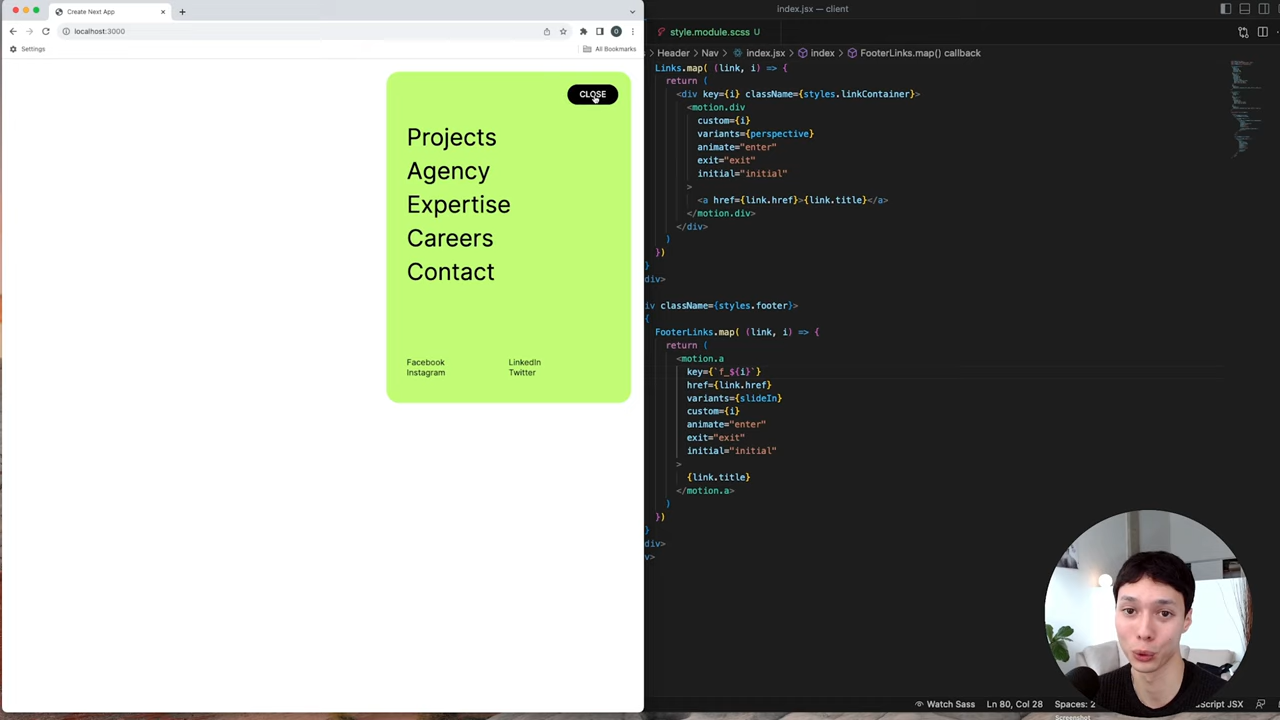 Create Next App
index.jsx — client
localhost:3000
style.module.scss U
Settings
All Bookmarks
Header > Nav > index.jsx > index > FooterLinks.map() callback
CLOSE
Projects
Agency
Expertise
Careers
Contact
Facebook
LinkedIn
Instagram
Twitter
Links.map( (link, i) => {
return (
<div key={i} className={styles.linkContainer}>
<motion.div
custom={i}
variants={perspective}
animate="enter"
exit="exit"
initial="initial"
>
<a href={link.href}>{link.title}</a>
</motion.div>
</div>
)
})
}
div>
iv className={styles.footer}>
{
FooterLinks.map( (link, i) => {
return (
<motion.a
key={`f_${i}`}
href={link.href}
variants={slideIn}
custom={i}
animate="enter"
exit="exit"
initial="initial"
>
{link.title}
</motion.a>
)
})
}
div>
v>
Watch Sass
Ln 80, Col 28
Spaces: 2
Script JSX
Screenshot